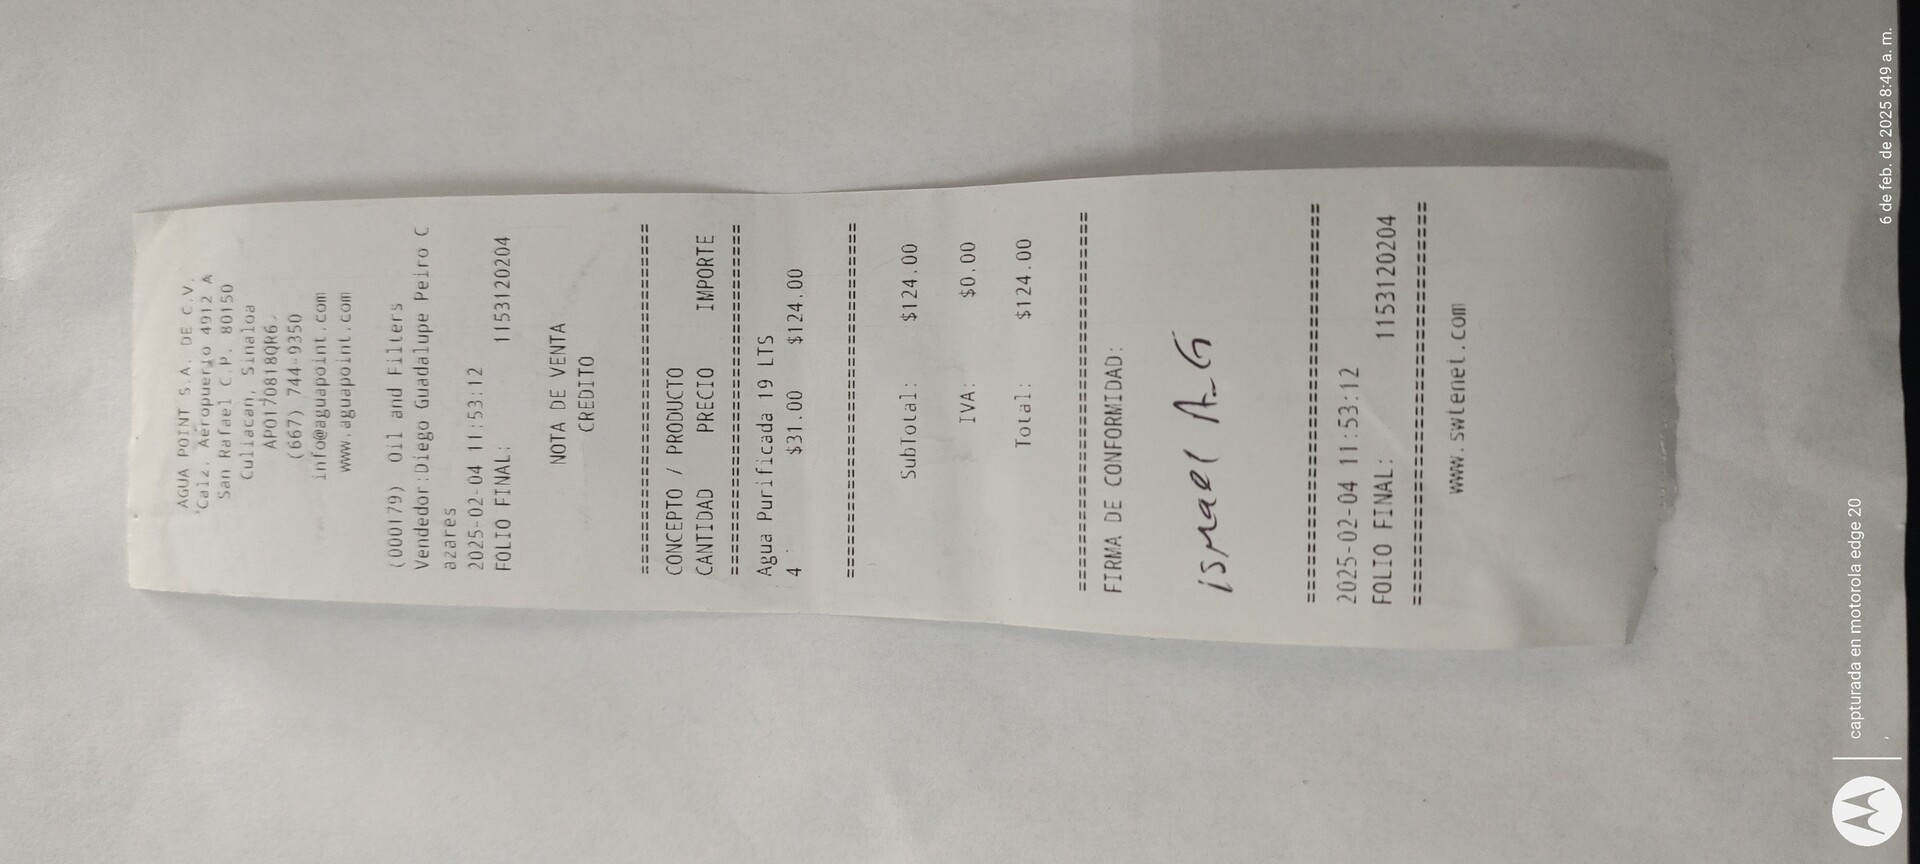 AGUA POINT S.A. DE C.V.
Calz. Aeropuerto 4912 A
San Rafael C.P. 80150
Culiacan, Sinaloa
APO170818QR6
(667) 744-9350
info@aguapoint.com
www.aguapoint.com
(000179) Oil and Filters
Vendedor:Diego Guadalupe Peiro C
azares
2025-02-04 11:53:12
FOLIO FINAL: 1153120204
NOTA DE VENTA
CREDITO
================================
CONCEPTO / PRODUCTO
CANTIDAD PRECIO IMPORTE
================================
Agua Purificada 19 LTS
4 $31.00 $124.00
================================
SubTotal: $124.00
IVA: $0.00
Total: $124.00
================================
FIRMA DE CONFORMIDAD:
ismael A_G
================================
2025-02-04 11:53:12
FOLIO FINAL: 1153120204
================================
www.swtenet.com
capturada en motorola edge 20
6 de feb. de 2025 8:49 a. m.